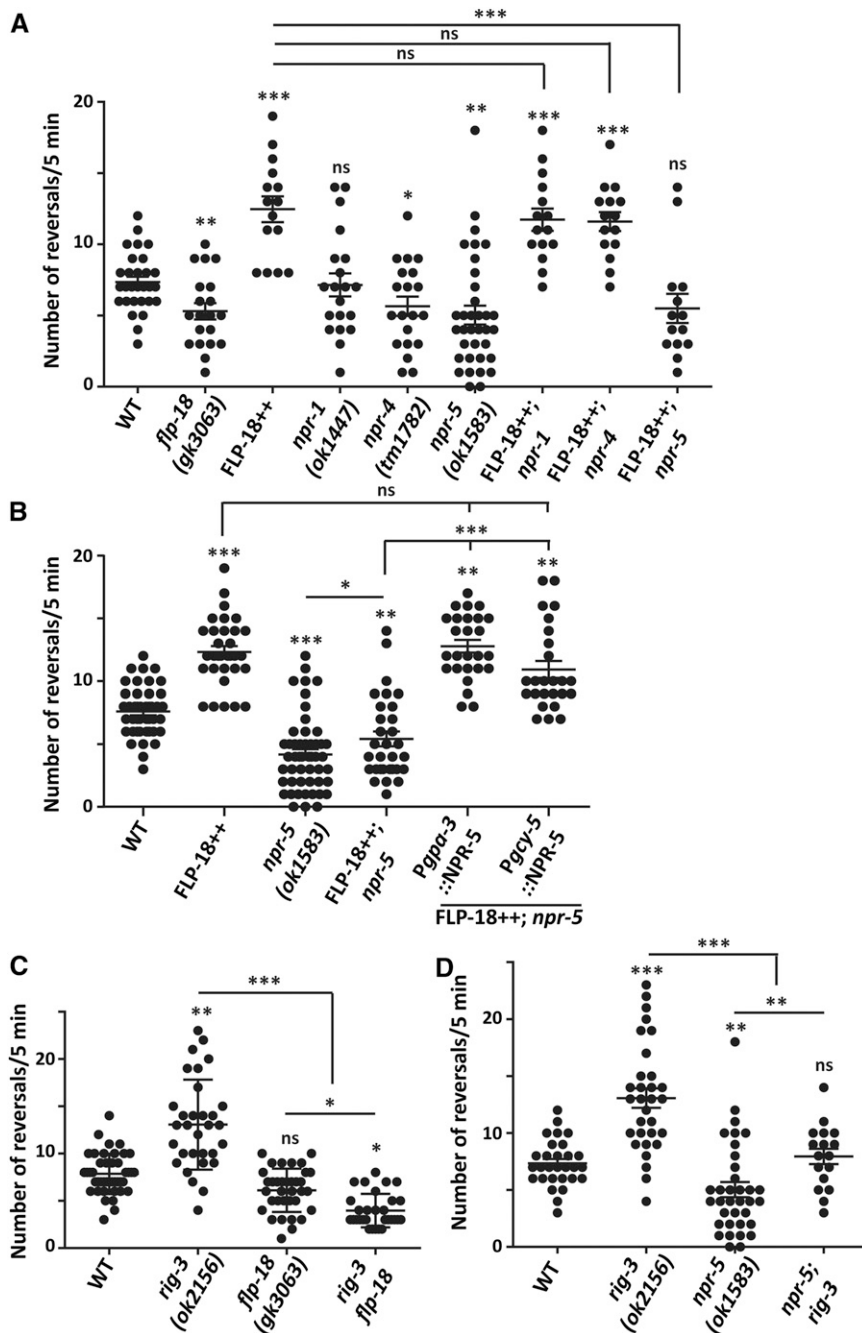 A
***
ns
ns
Number of reversals/5 min
20
10
0
***
**
***
ns
*
**
***
***
ns
WT
flp-18 (gk3063)
FLP-18++
npr-1 (ok1447)
npr-4 (tm1782)
npr-5 (ok1583)
FLP-18++; npr-1
FLP-18++; npr-4
FLP-18++; npr-5
B
ns
***
Number of reversals/5 min
20
10
0
***
***
*
**
**
**
WT
FLP-18++
npr-5 (ok1583)
FLP-18++; npr-5
Pgpa-3 ::NPR-5
Pgcy-5 ::NPR-5
FLP-18++; npr-5
C
***
Number of reversals/5 min
20
10
0
**
ns
*
*
WT
rig-3 (ok2156)
flp-18 (gk3063)
rig-3 flp-18
D
***
Number of reversals/5 min
20
10
0
***
**
**
ns
WT
rig-3 (ok2156)
npr-5 (ok1583)
npr-5; rig-3